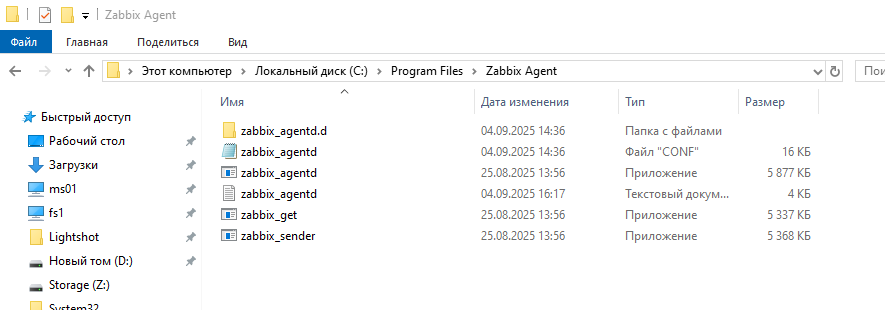 Zabbix Agent
Файл Главная Поделиться Вид
Этот компьютер Локальный диск (C:) Program Files Zabbix Agent Пои
Имя Дата изменения Тип Размер
Быстрый доступ
Рабочий стол
Загрузки
ms01
fs1
Lightshot
Новый том (D:)
Storage (Z:)
System32
zabbix_agentd.d 04.09.2025 14:36 Папка с файлами
zabbix_agentd 04.09.2025 14:36 Файл "CONF" 16 КБ
zabbix_agentd 25.08.2025 13:56 Приложение 5 877 КБ
zabbix_agentd 04.09.2025 16:17 Текстовый докум... 4 КБ
zabbix_get 25.08.2025 13:56 Приложение 5 337 КБ
zabbix_sender 25.08.2025 13:56 Приложение 5 368 КБ